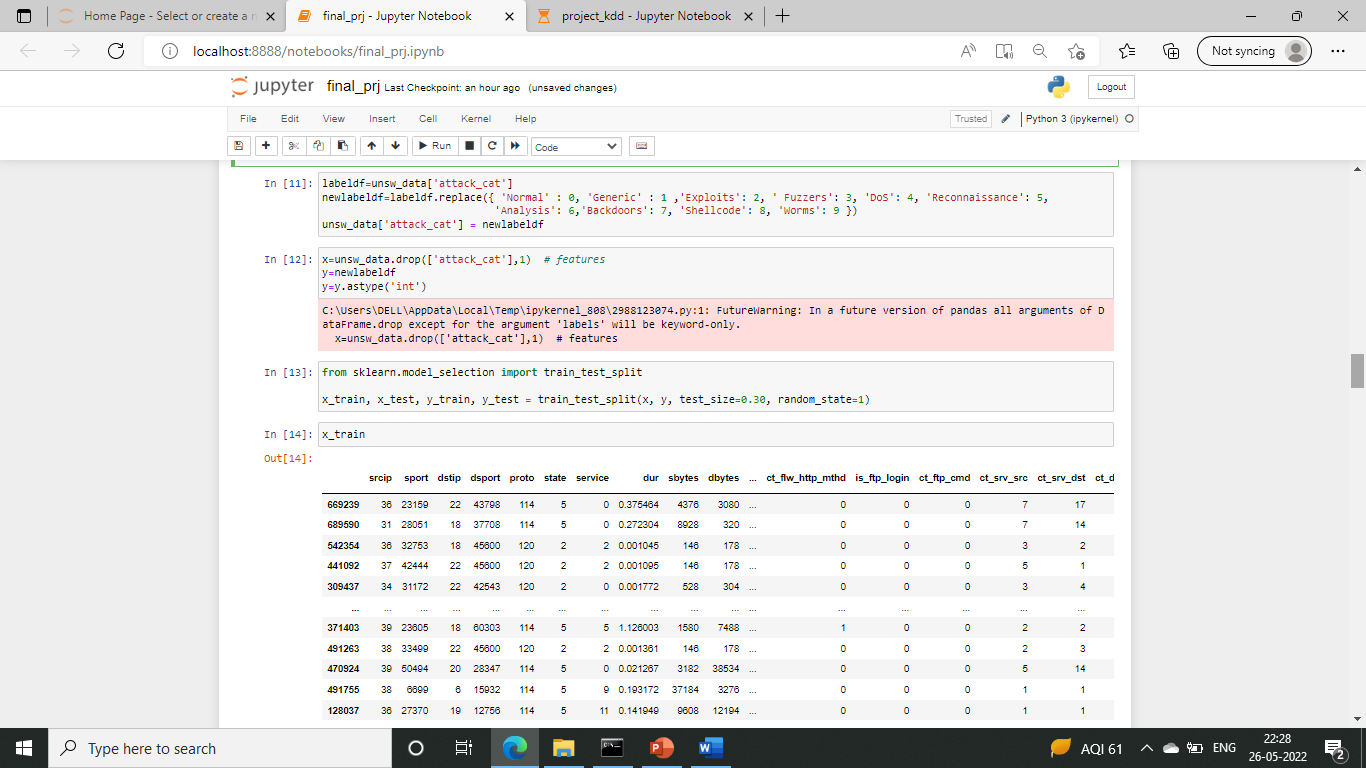 Home Page - Select or create a n
final_prj - Jupyter Notebook
project_kdd - Jupyter Notebook
localhost:8888/notebooks/final_prj.ipynb
Not syncing
jupyter final_prj Last Checkpoint: an hour ago (unsaved changes)
Logout
File Edit View Insert Cell Kernel Help
Trusted Python 3 (ipykernel)
Run Code
In [11]: labeldf=unsw_data['attack_cat']
newlabeldf=labeldf.replace({ 'Normal' : 0, 'Generic' : 1 ,'Exploits': 2, ' Fuzzers': 3, 'DoS': 4, 'Reconnaissance': 5,
'Analysis': 6,'Backdoors': 7, 'Shellcode': 8, 'Worms': 9 })
unsw_data['attack_cat'] = newlabeldf
In [12]: x=unsw_data.drop(['attack_cat'],1) # features
y=newlabeldf
y=y.astype('int')
C:\Users\DELL\AppData\Local\Temp\ipykernel_808\2988123074.py:1: FutureWarning: In a future version of pandas all arguments of D
ataFrame.drop except for the argument 'labels' will be keyword-only.
x=unsw_data.drop(['attack_cat'],1) # features
In [13]: from sklearn.model_selection import train_test_split
x_train, x_test, y_train, y_test = train_test_split(x, y, test_size=0.30, random_state=1)
In [14]: x_train
Out[14]:
srcip sport dstip dsport proto state service dur sbytes dbytes ... ct_flw_http_mthd is_ftp_login ct_ftp_cmd ct_srv_src ct_srv_dst ct_d
669239 36 23159 22 43798 114 5 0 0.375464 4376 3080 ... 0 0 0 7 17
689590 31 28051 18 37708 114 5 0 0.272304 8928 320 ... 0 0 0 7 14
542354 36 32753 18 45600 120 2 2 0.001045 146 178 ... 0 0 0 3 2
441092 37 42444 22 45600 120 2 2 0.001095 146 178 ... 0 0 0 5 1
309437 34 31172 22 42543 120 2 0 0.001772 528 304 ... 0 0 0 3 4
... ... ... ... ... ... ... ... ... ... ... ... ... ... ... ... ...
371403 39 23605 18 60303 114 5 5 1.126003 1580 7488 ... 1 0 0 2 2
491263 38 33499 22 45600 120 2 2 0.001361 146 178 ... 0 0 0 2 3
470924 39 50494 20 28347 114 5 0 0.021267 3182 38534 ... 0 0 0 5 14
491755 38 6699 6 15932 114 5 9 0.193172 37184 3276 ... 0 0 0 1 1
128037 36 27370 19 12756 114 5 11 0.141949 9608 12194 ... 0 0 0 1 1
Type here to search
AQI 61
ENG
22:28
26-05-2022
2